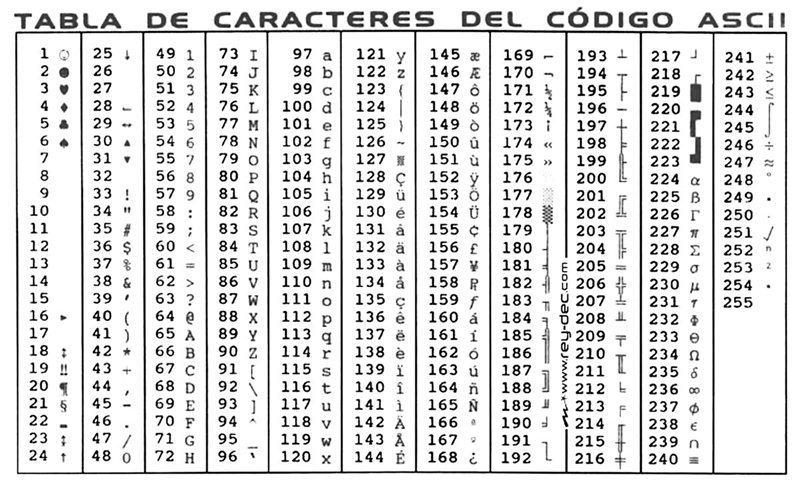 TABLA DE CARACTERES DEL CÓDIGO ASCII
1 ☺ 25 ↓ 49 1 73 I 97 a 121 y 145 æ 169 ⌐ 193 ┴ 217 ┘ 241 ±
2 ☻ 26 50 2 74 J 98 b 122 z 146 Æ 170 ¬ 194 ┬ 218 ┌ 242 ≥
3 ♥ 27 51 3 75 K 99 c 123 { 147 ô 171 ½ 195 ├ 219 █ 243 ≤
4 ♦ 28 ∟ 52 4 76 L 100 d 124 | 148 ö 172 ¼ 196 ─ 220 ▄ 244 ⌠
5 ♣ 29 ↔ 53 5 77 M 101 e 125 } 149 ò 173 ¡ 197 ┼ 221 ▌ 245 ⌡
6 ♠ 30 ▲ 54 6 78 N 102 f 126 ~ 150 û 174 « 198 ╞ 222 ▐ 246 ÷
7 31 ▼ 55 7 79 O 103 g 127 ▒ 151 ù 175 » 199 ╟ 223 ▀ 247 ≈
8 32 56 8 80 P 104 h 128 Ç 152 ÿ 176 ░ 200 ╚ 224 α 248 °
9 33 ! 57 9 81 Q 105 i 129 ü 153 Ö 177 ▒ 201 ╔ 225 β 249 •
10 34 " 58 : 82 R 106 j 130 é 154 Ü 178 ▓ 202 ╩ 226 Γ 250 ·
11 35 # 59 ; 83 S 107 k 131 â 155 ¢ 179 │ 203 ╦ 227 π 251 √
12 36 $ 60 < 84 T 108 l 132 ä 156 £ 180 ┤ 204 ╠ 228 Σ 252 ⁿ
13 37 % 61 = 85 U 109 m 133 à 157 ¥ 181 ╡ 205 ═ 229 σ 253 ²
14 38 & 62 > 86 V 110 n 134 å 158 ₧ 182 ╢ 206 ╬ 230 µ 254 •
15 39 ' 63 ? 87 W 111 o 135 ç 159 ƒ 183 ╖ 207 ╧ 231 τ 255
16 ► 40 ( 64 @ 88 X 112 p 136 ê 160 á 184 ╕ 208 ╨ 232 Φ
17 41 ) 65 A 89 Y 113 q 137 ë 161 í 185 ╣ 209 ╤ 233 Θ
18 ↕ 42 * 66 B 90 Z 114 r 138 è 162 ó 186 ║ 210 ╥ 234 Ω
19 ‼ 43 + 67 C 91 [ 115 s 139 ï 163 ú 187 ╗ 211 ╙ 235 δ
20 ¶ 44 , 68 D 92 \ 116 t 140 î 164 ñ 188 ╝ 212 ╘ 236 ∞
21 § 45 - 69 E 93 ] 117 u 141 ì 165 Ñ 189 ╜ 213 ╒ 237 ϕ
22 ▬ 46 . 70 F 94 ^ 118 v 142 Ä 166 ª 190 ╛ 214 ╓ 238 ε
23 ↨ 47 / 71 G 95 _ 119 w 143 Å 167 º 191 ┐ 215 ╫ 239 ∩
24 ↑ 48 0 72 H 96 ` 120 x 144 É 168 ¿ 192 └ 216 ╪ 240 ≡
www.rey-dec.com